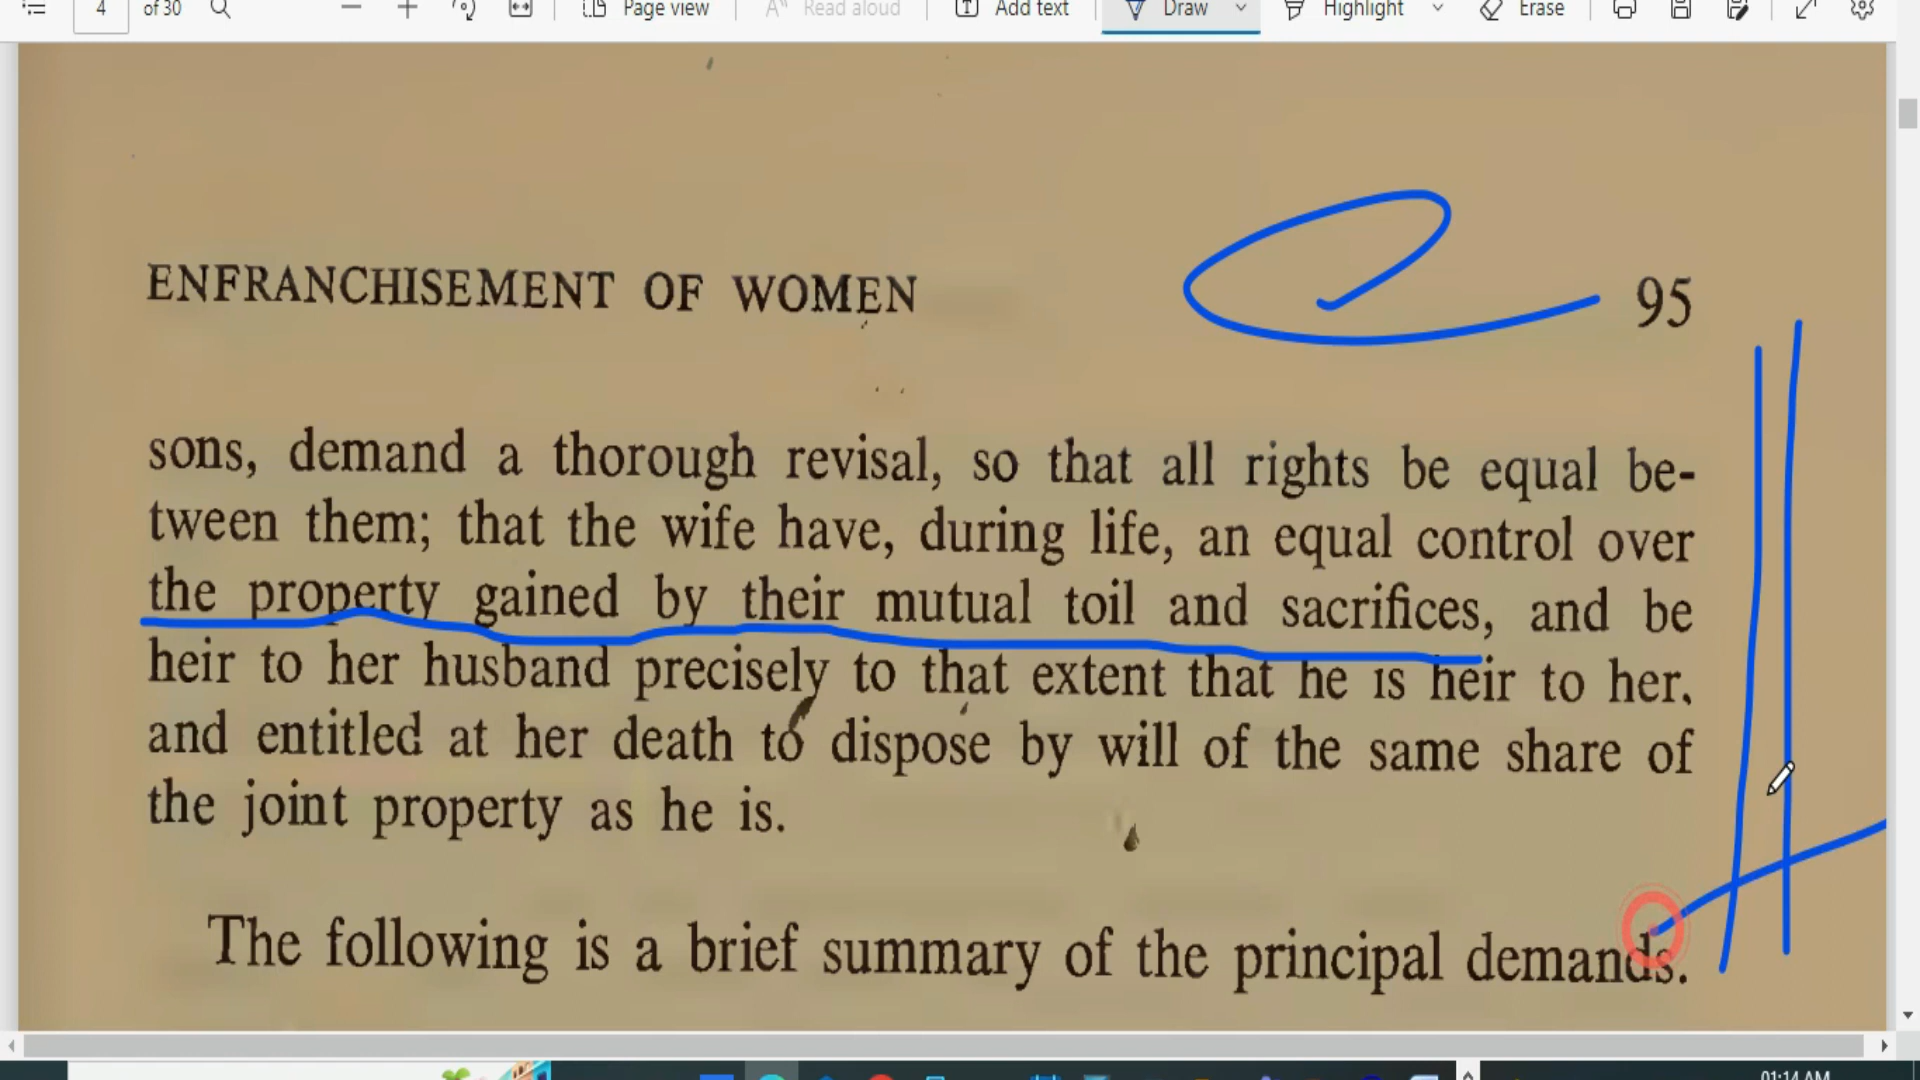 4 of 30 Page view Read aloud Add text Draw Highlight Erase
ENFRANCHISEMENT OF WOMEN 95
sons, demand a thorough revisal, so that all rights be equal be-
tween them; that the wife have, during life, an equal control over
the property gained by their mutual toil and sacrifices, and be
heir to her husband precisely to that extent that he is heir to her,
and entitled at her death to dispose by will of the same share of
the joint property as he is.
The following is a brief summary of the principal demands.
01:14 AM